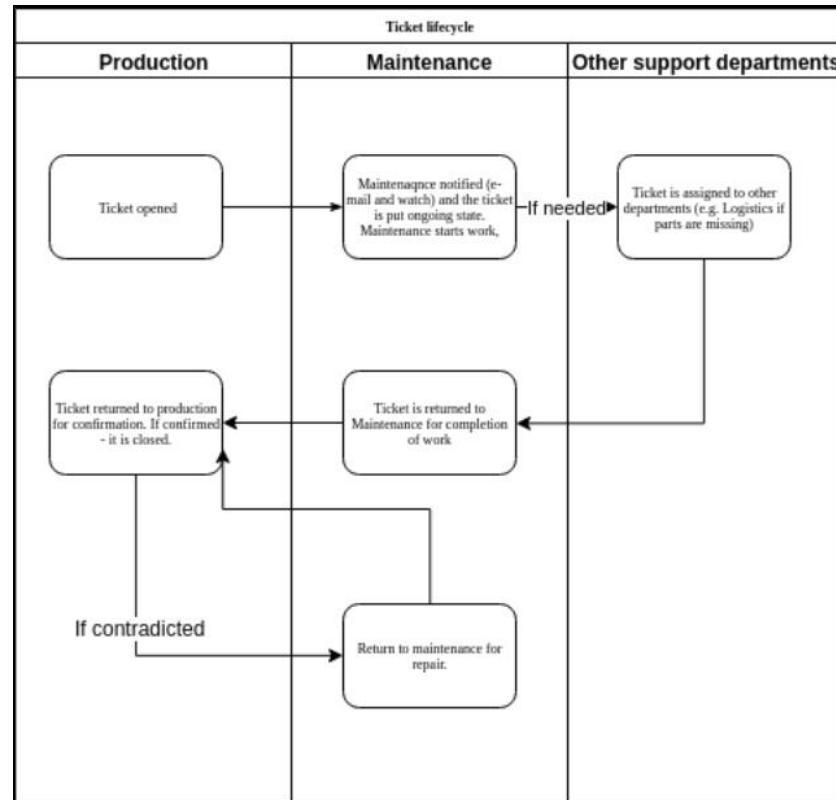 Ticket lifecycle
Production
Maintenance
Other support departments
Ticket opened
Maintenaqnce notified (e-
mail and watch) and the ticket
is put ongoing state.
Maintenance starts work,
If needed
Ticket is assigned to other
departments (e.g. Logistics if
parts are missing)
Ticket returned to production
for confirmation. If confirmed
- it is closed.
Ticket is returned to
Maintenance for completion
of work
If contradicted
Return to maintenance for
repair.